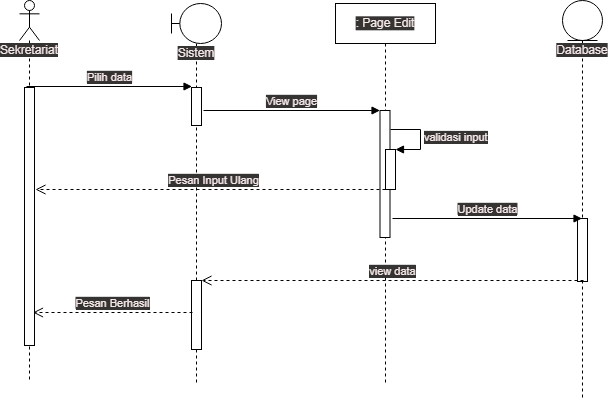 Sekretariat
Sistem
: Page Edit
Database
Pilih data
View page
validasi input
Pesan Input Ulang
Update data
view data
Pesan Berhasil